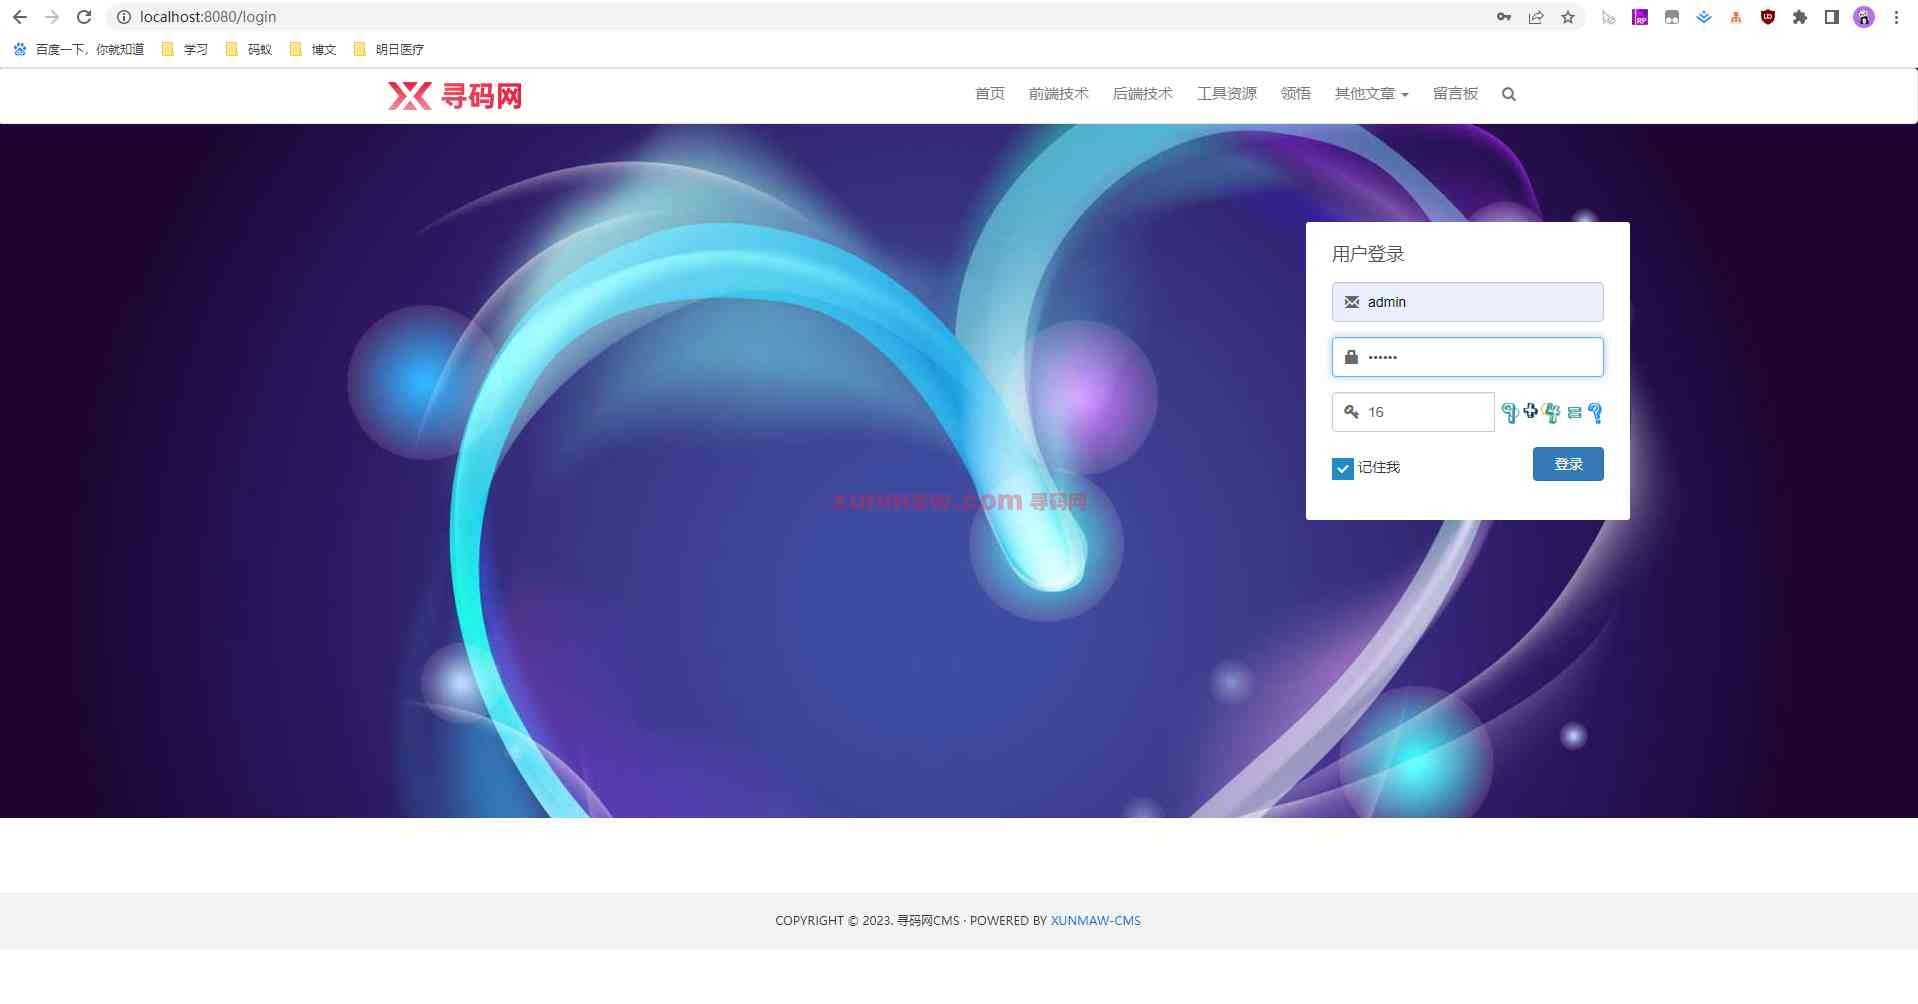 localhost:8080/login
百度一下，你就知道 学习 码蚁 博文 明日医疗
寻码网 首页 前端技术 后端技术 工具资源 领悟 其他文章 留言板
用户登录
admin
••••••
16 9+4=?
记住我 登录
xunmaw.com 寻码网
COPYRIGHT © 2023. 寻码网CMS · POWERED BY XUNMAW-CMS